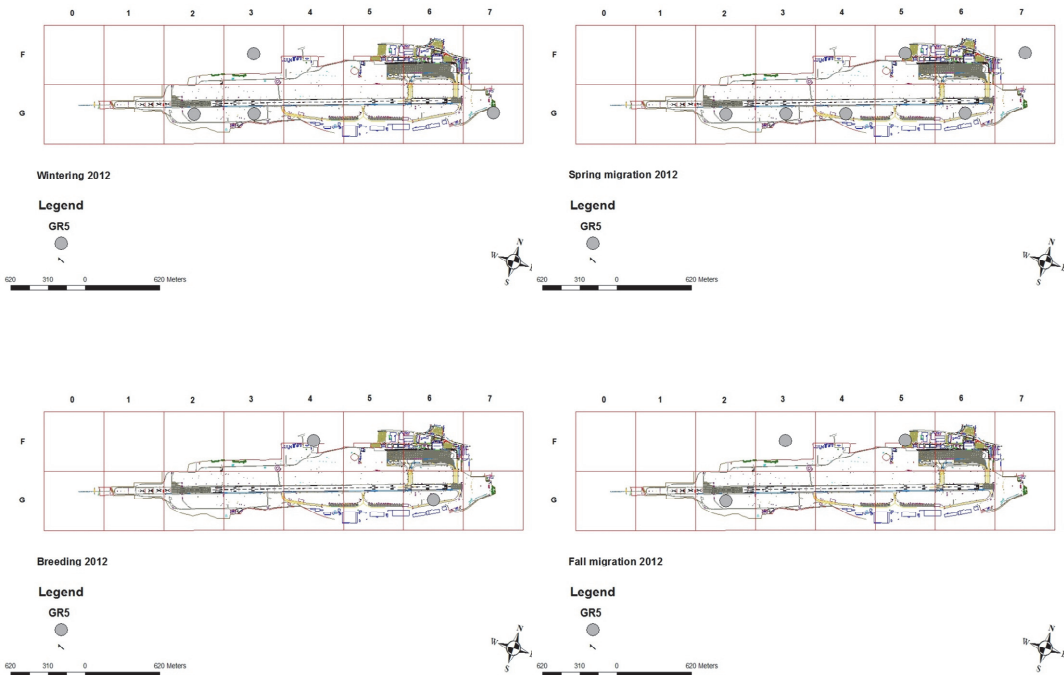 0 1 2 3 4 5 6 7
F
G
Wintering 2012
Legend
GR5
1
N
W
S
620 310 0 620 Meters
0 1 2 3 4 5 6 7
F
G
Spring migration 2012
Legend
GR5
1
N
W
S
620 310 0 620 Meters
0 1 2 3 4 5 6 7
F
G
Breeding 2012
Legend
GR5
1
N
W
S
620 310 0 620 Meters
0 1 2 3 4 5 6 7
F
G
Fall migration 2012
Legend
GR5
1
N
W
S
620 310 0 620 Meters